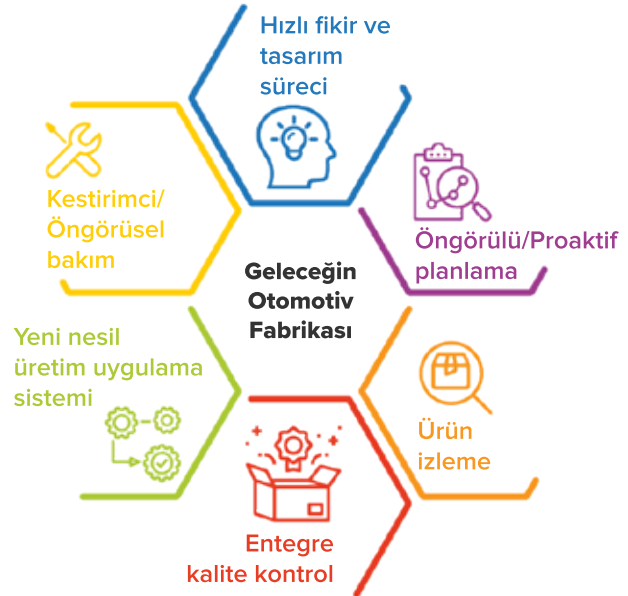 Hızlı fikir ve
tasarım
süreci
Kestirimci/
Öngörüsel
bakım
Öngörülü/Proaktif
planlama
Geleceğin
Otomotiv
Fabrikası
Yeni nesil
üretim uygulama
sistemi
Ürün
izleme
Entegre
kalite kontrol